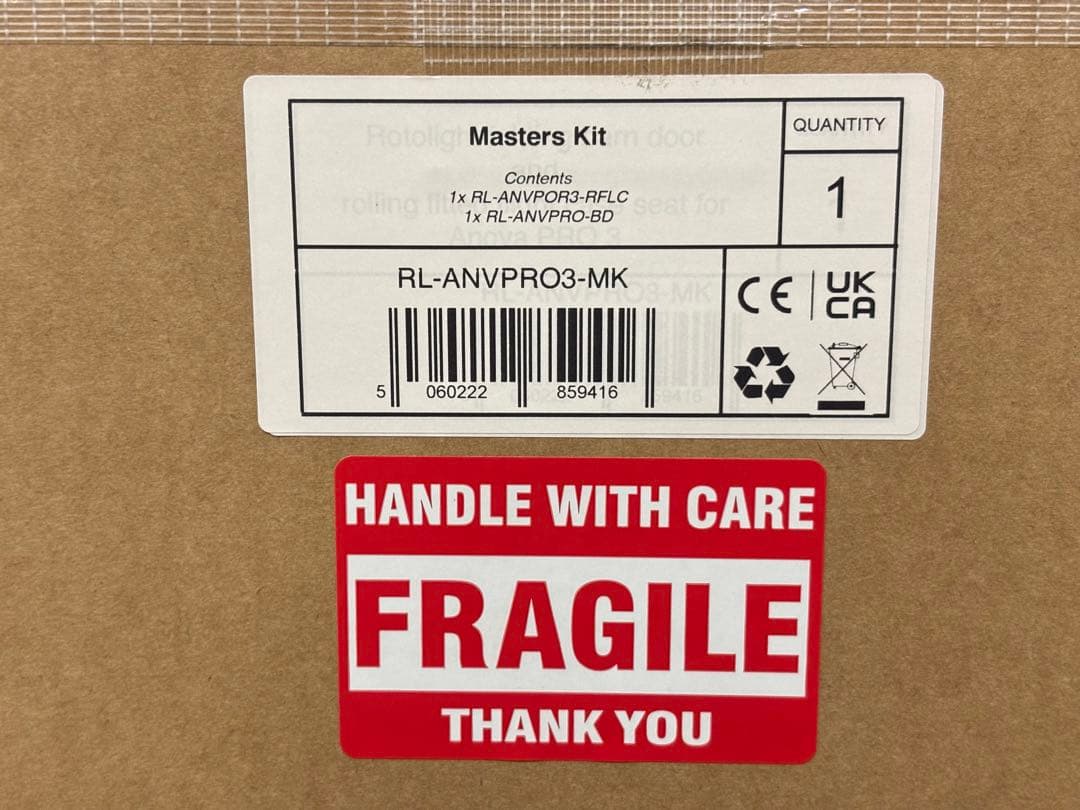 Masters Kit
QUANTITY
Contents
1x RL-ANVPOR3-RFLC
1x RL-ANVPRO-BD
1
RL-ANVPRO3-MK
CE
UK
CA
5 060222 859416
HANDLE WITH CARE
FRAGILE
THANK YOU